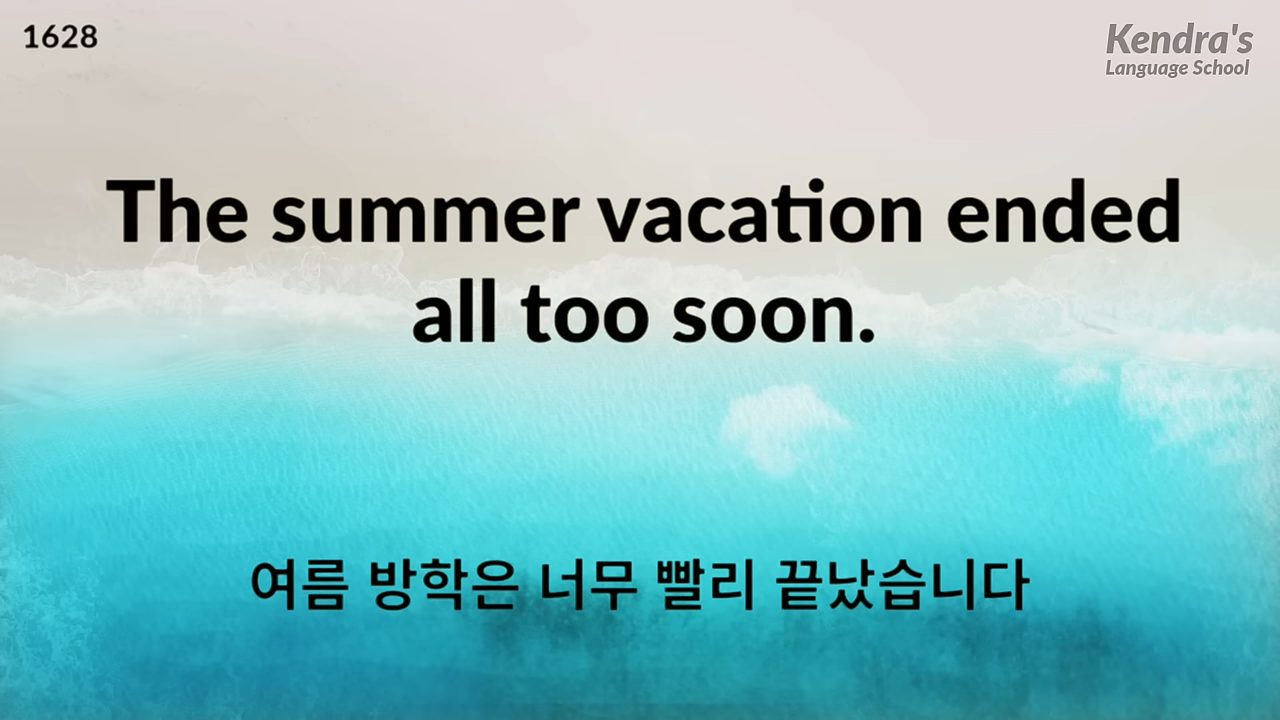 1628
Kendra's
Language School
The summer vacation ended
all too soon.
여름 방학은 너무 빨리 끝났습니다